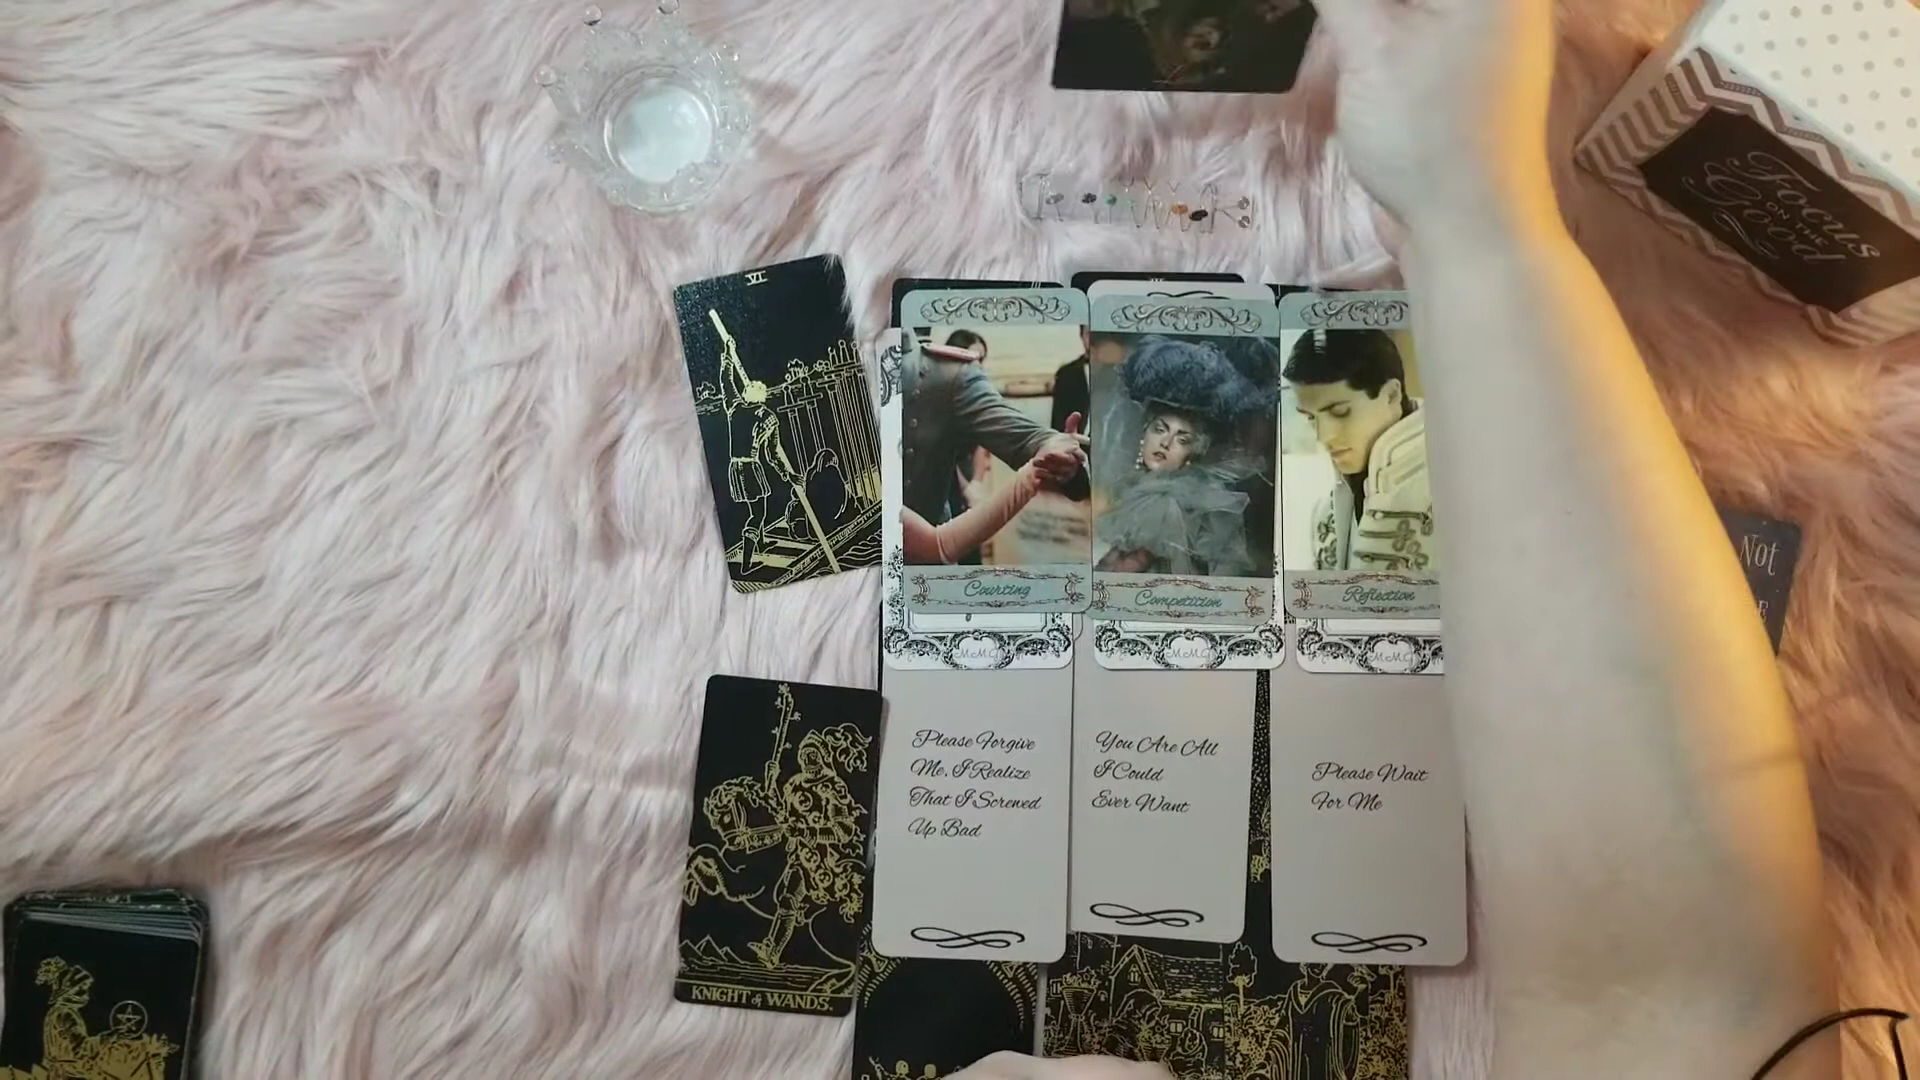 Focus
ON THE
Good
VI
Courting
Competition
Reflection
Not
MMG
Please Forgive
Me, I Realize
That I Screwed
Up Bad
You Are All
I Could
Ever Want
Please Wait
For Me
KNIGHT of WANDS.